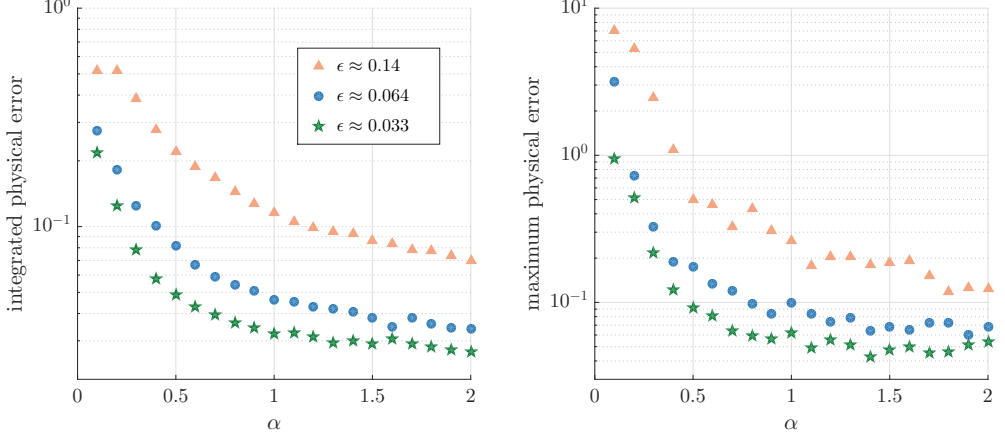 integrated physical error
10^0
10^{-1}
ϵ ≈ 0.14
ϵ ≈ 0.064
ϵ ≈ 0.033
0 0.5 1 1.5 2
α
maximum physical error
10^1
10^0
10^{-1}
0 0.5 1 1.5 2
α